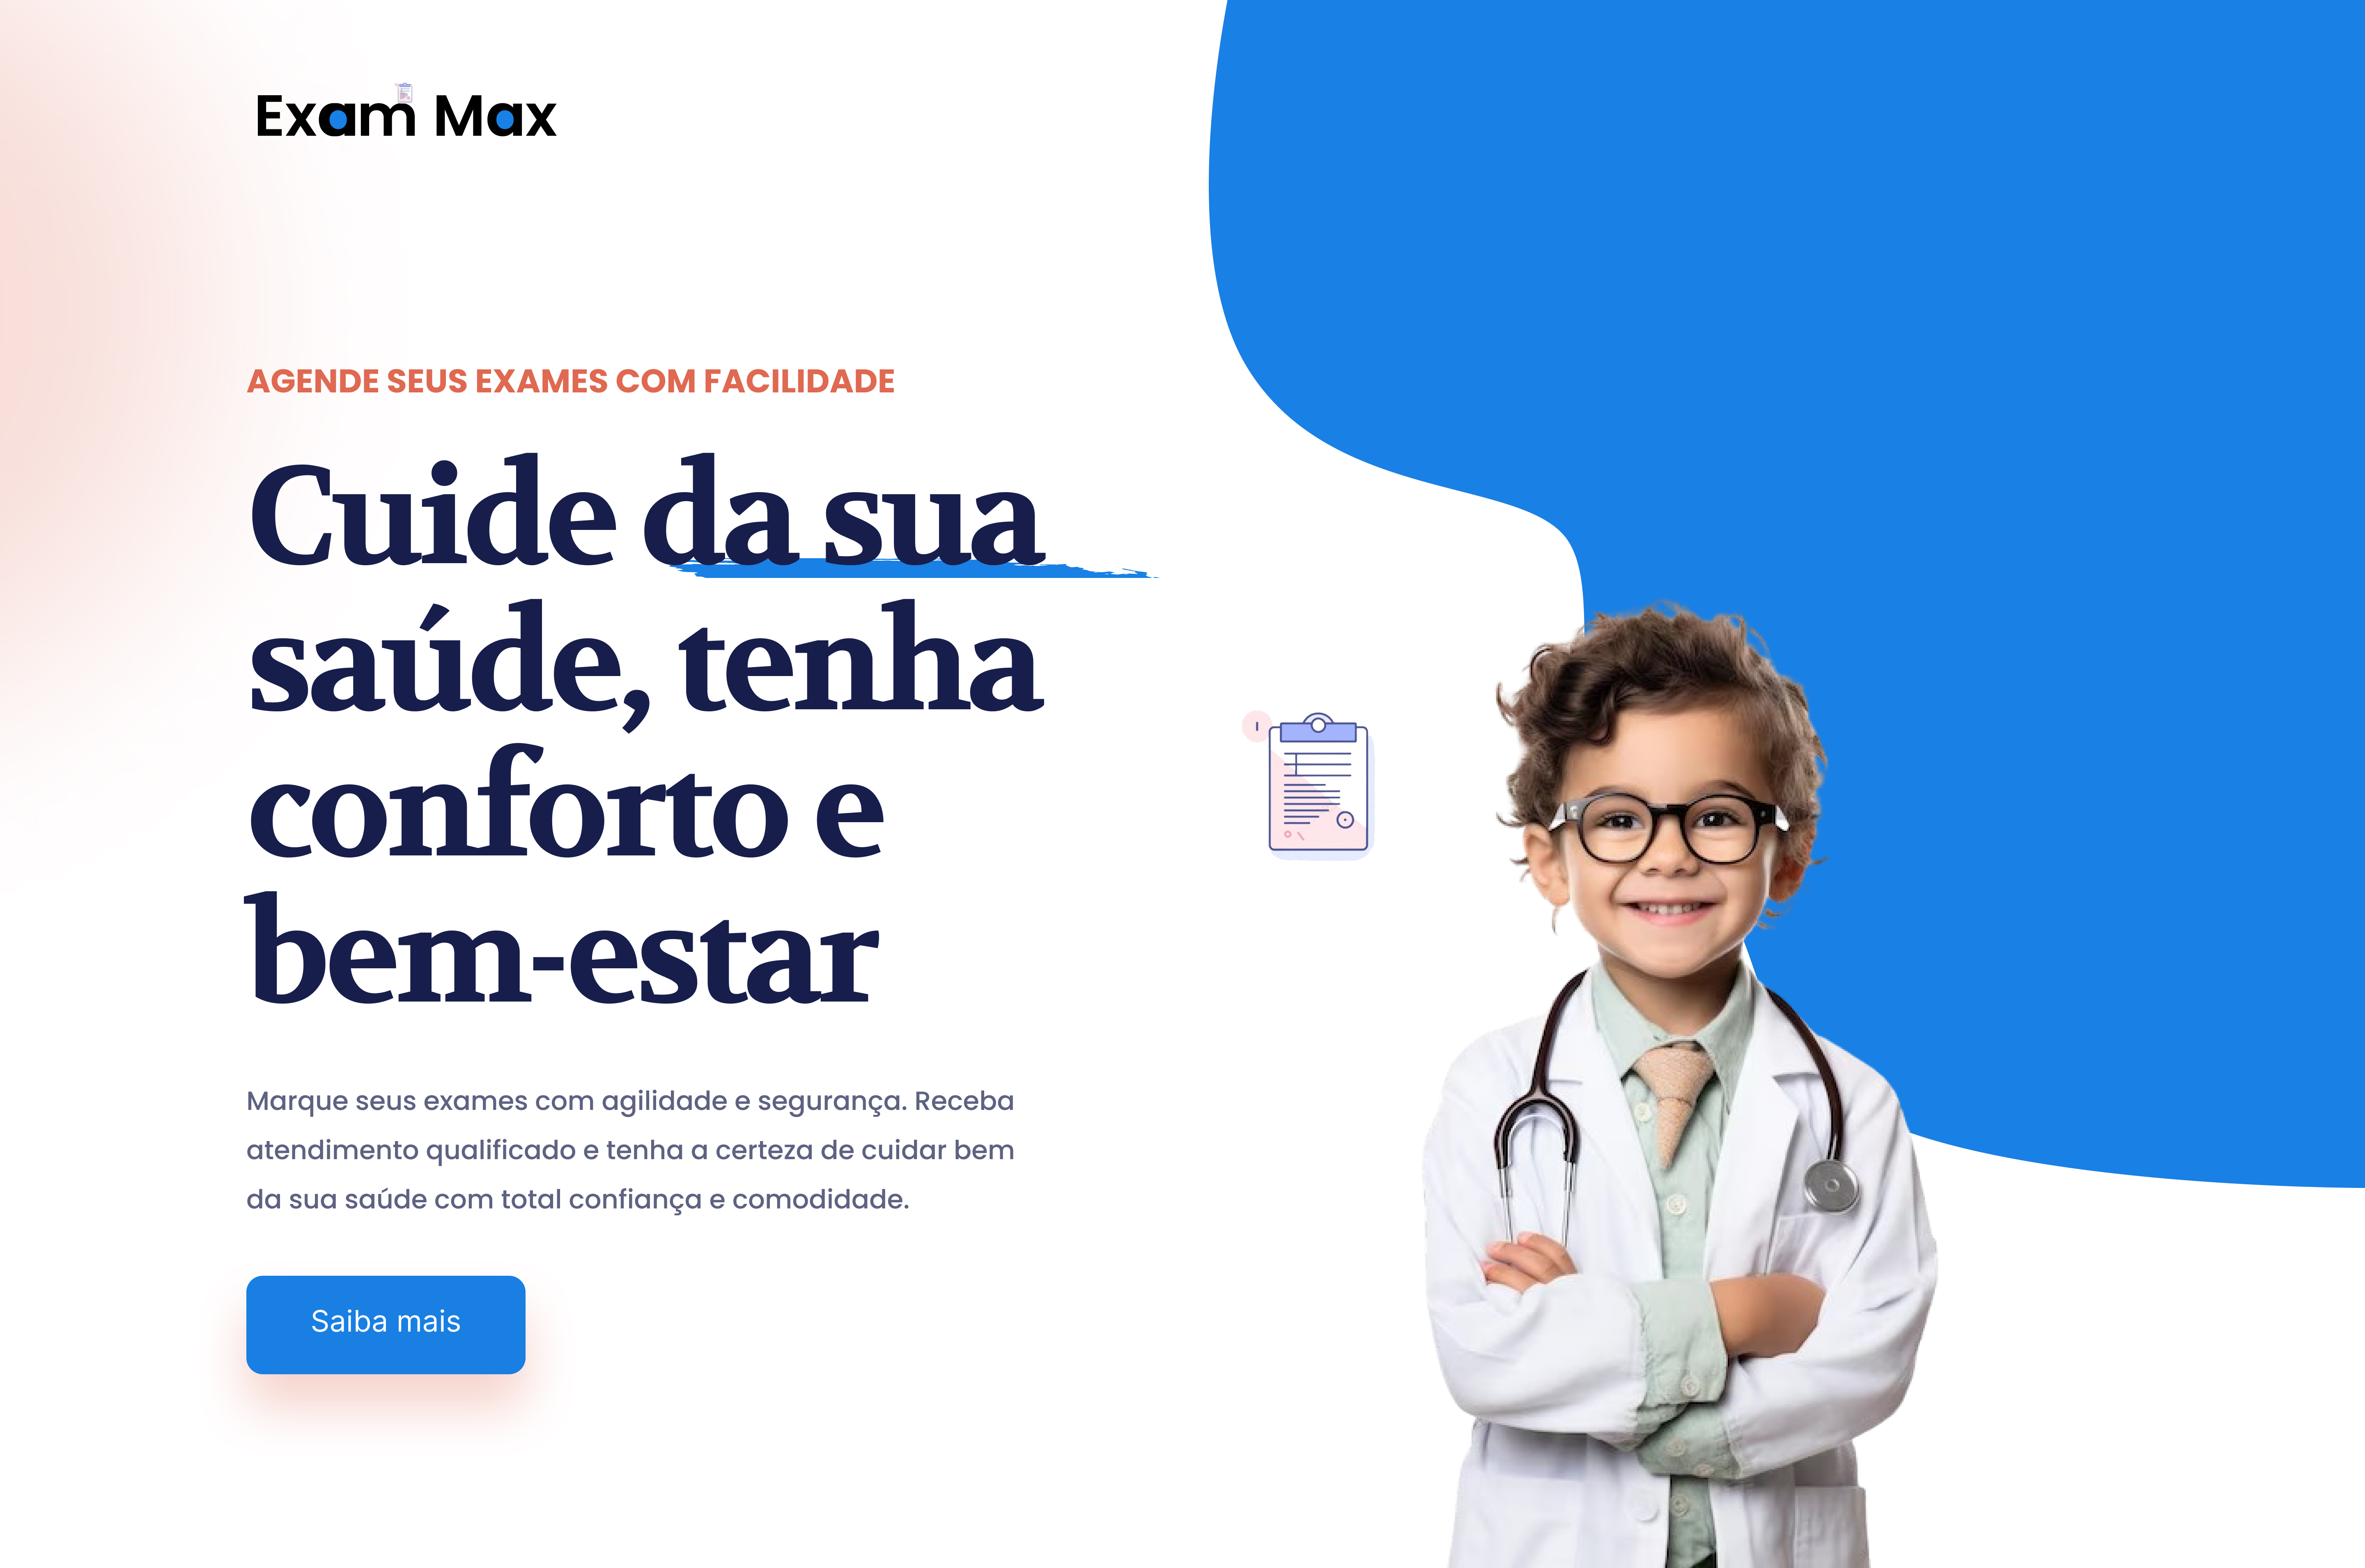 Exam Max
AGENDE SEUS EXAMES COM FACILIDADE
Cuide da sua
saúde, tenha
conforto e
bem-estar
Marque seus exames com agilidade e segurança. Receba
atendimento qualificado e tenha a certeza de cuidar bem
da sua saúde com total confiança e comodidade.
Saiba mais